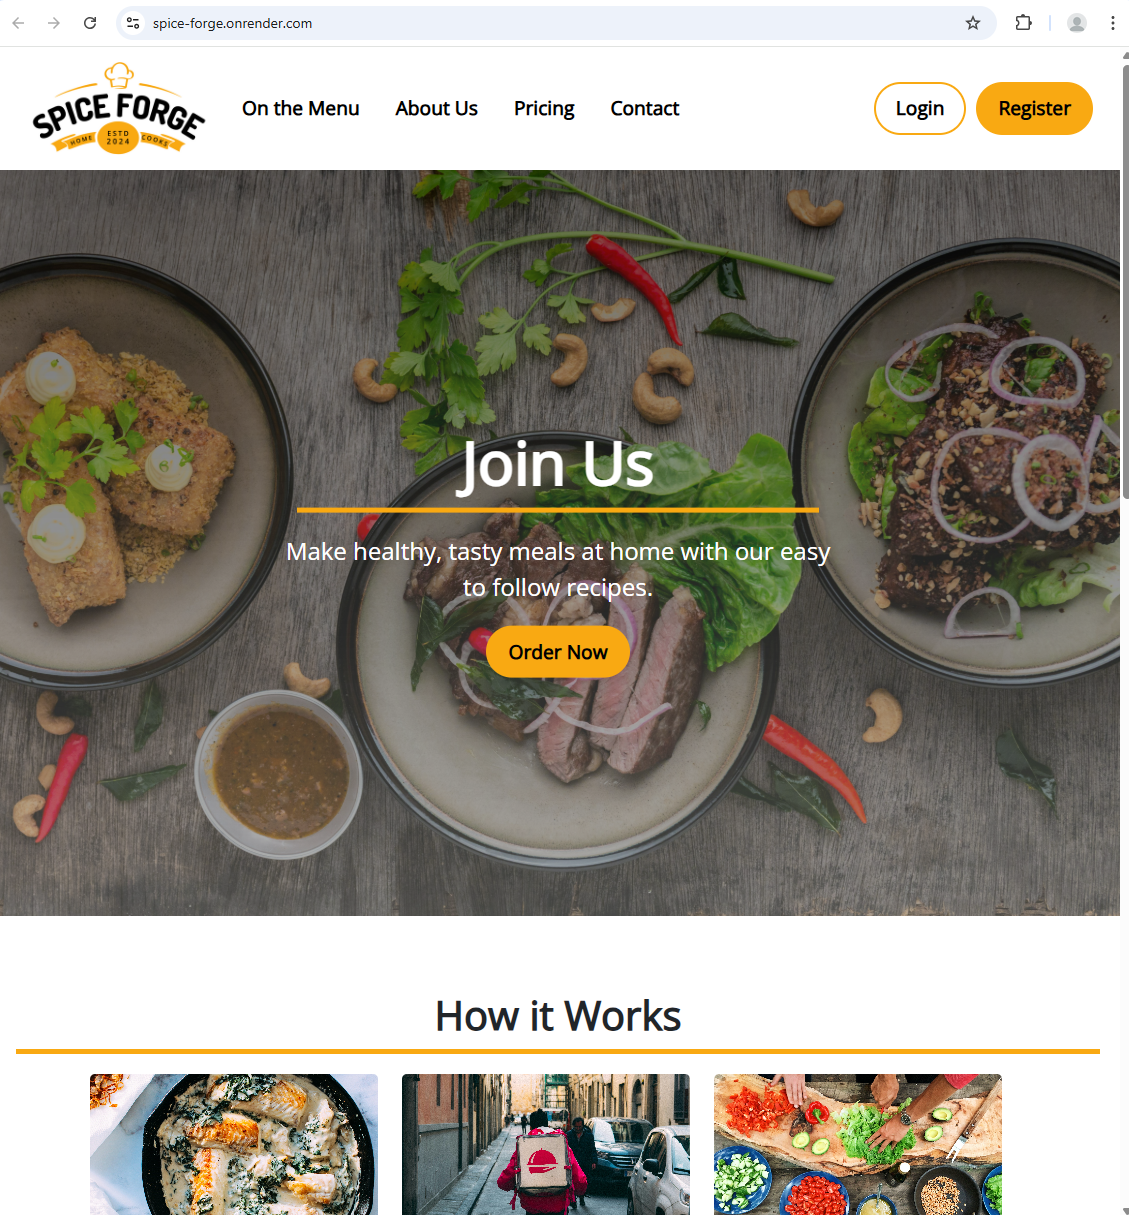 spice-forge.onrender.com
SPICE FORGE
HOME ESTD 2024 COOKS
On the Menu
About Us
Pricing
Contact
Login
Register
Join Us
Make healthy, tasty meals at home with our easy
to follow recipes.
Order Now
How it Works